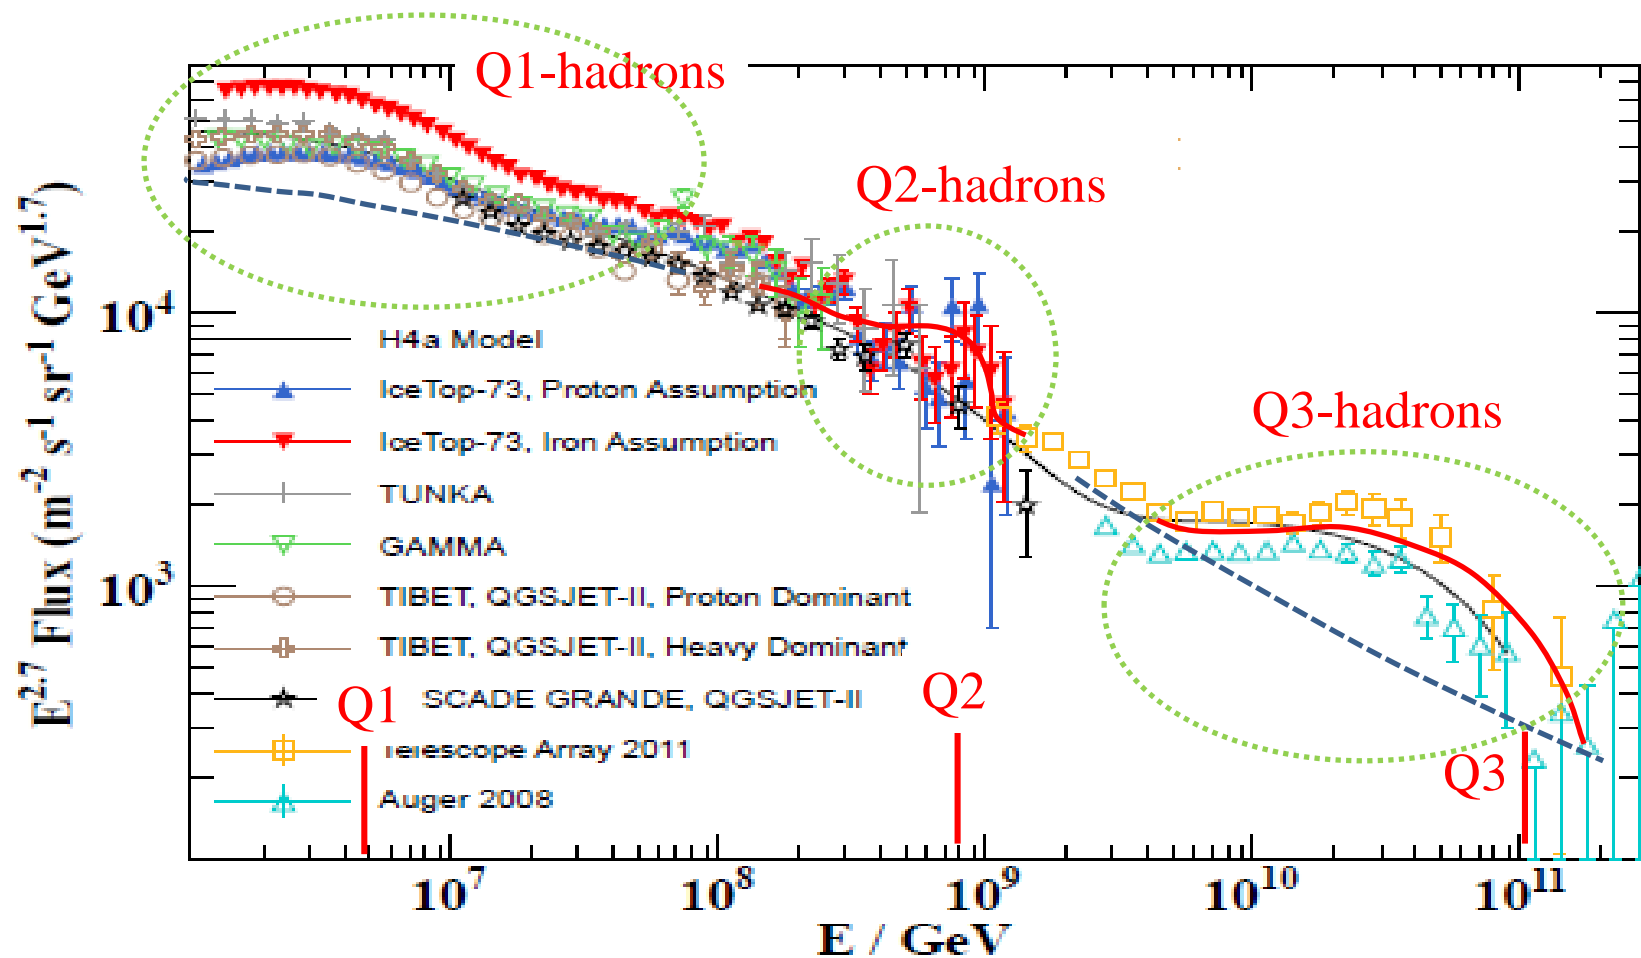 Q1-hadrons
Q2-hadrons
Q3-hadrons
E^2.7 Flux (m^-2 s^-1 sr^-1 GeV^1.7)
10^4
10^3
H4a Model
IceTop-73, Proton Assumption
IceTop-73, Iron Assumption
TUNKA
GAMMA
TIBET, QGSJET-II, Proton Dominant
TIBET, QGSJET-II, Heavy Dominant
SCADE GRANDE, QGSJET-II
Telescope Array 2011
Auger 2008
Q1
Q2
Q3
10^7 10^8 10^9 10^10 10^11
E / GeV